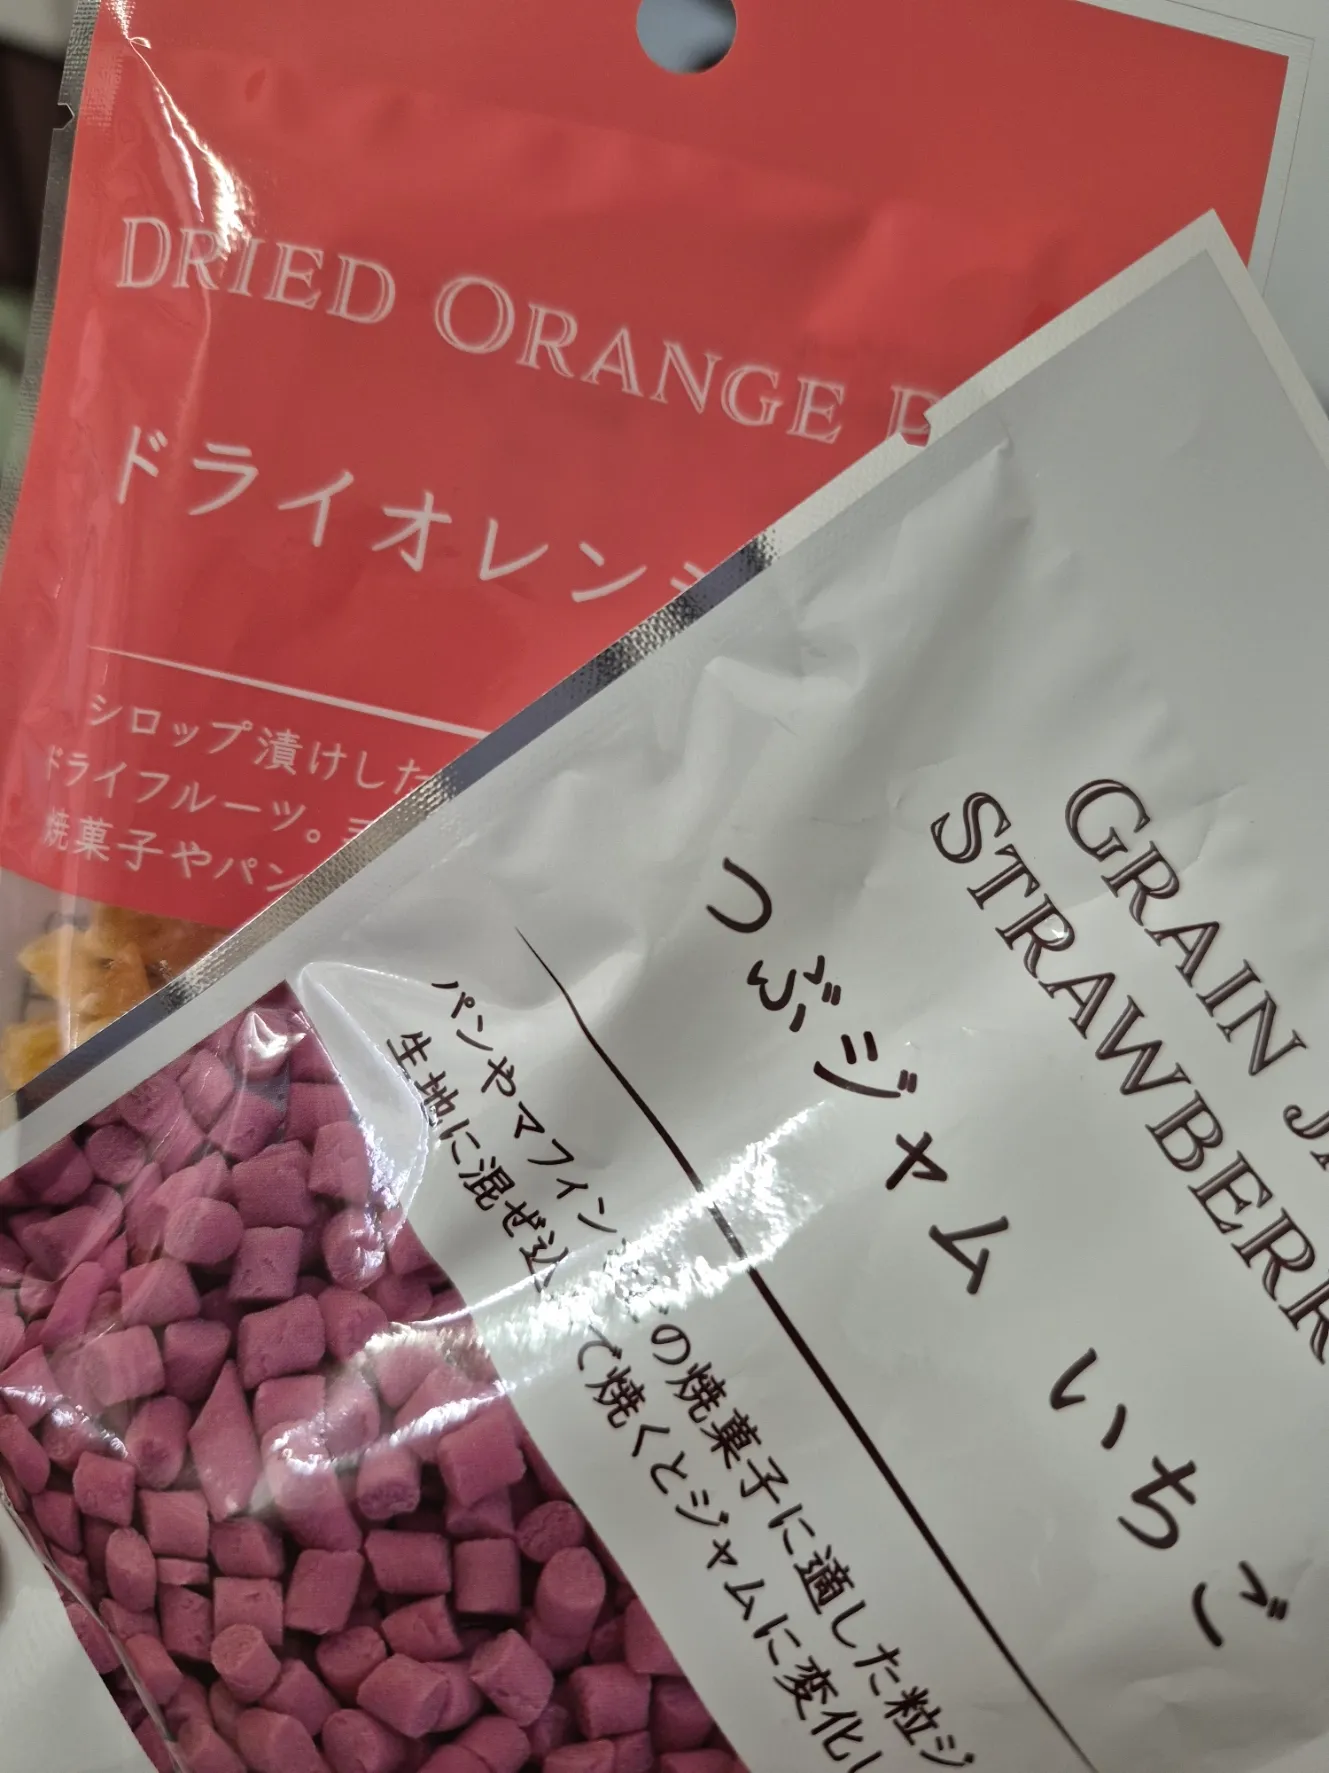 DRIED ORANGE
ドライオレン
シロップ漬けした
ドライフルーツ。
焼菓子やパン
GRAIN
STRAWBERR
つぶジャム いちご
パンやマフィン の焼菓子に適した粒ジ
生地に混ぜ込 で焼くとジャムに変化し